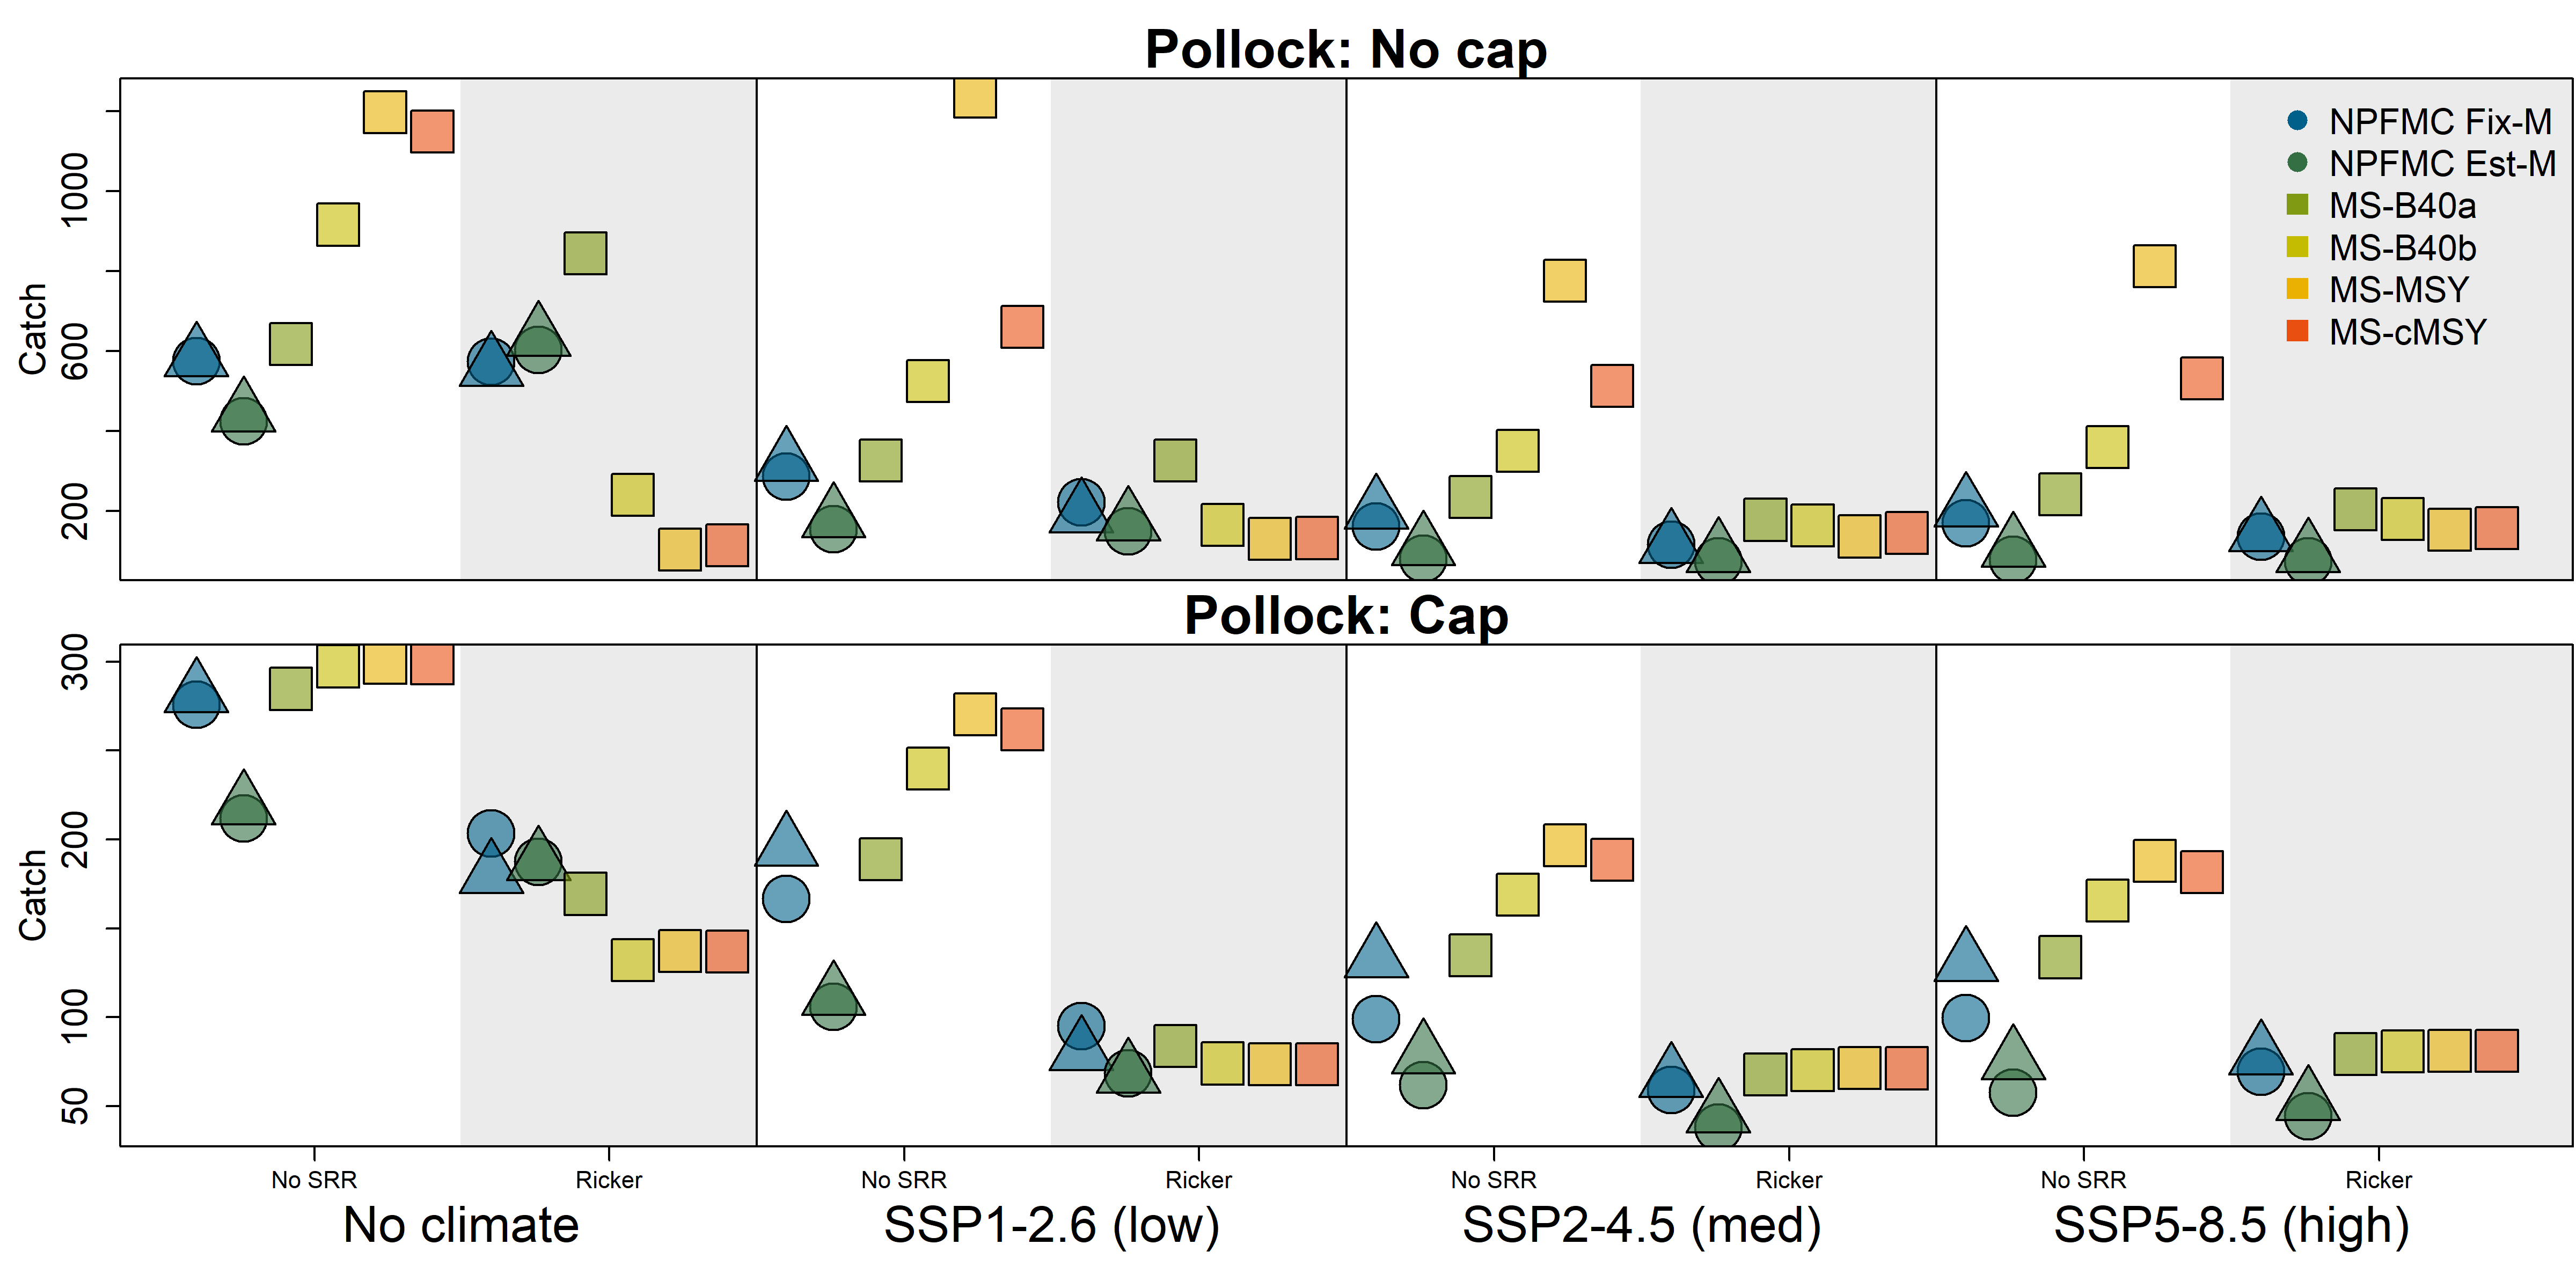 Pollock: No cap
Catch
1000
600
200
NPFMC Fix-M
NPFMC Est-M
MS-B40a
MS-B40b
MS-MSY
MS-cMSY
Pollock: Cap
Catch
300
200
100
50
No SRR Ricker No SRR Ricker No SRR Ricker No SRR Ricker
No climate SSP1-2.6 (low) SSP2-4.5 (med) SSP5-8.5 (high)